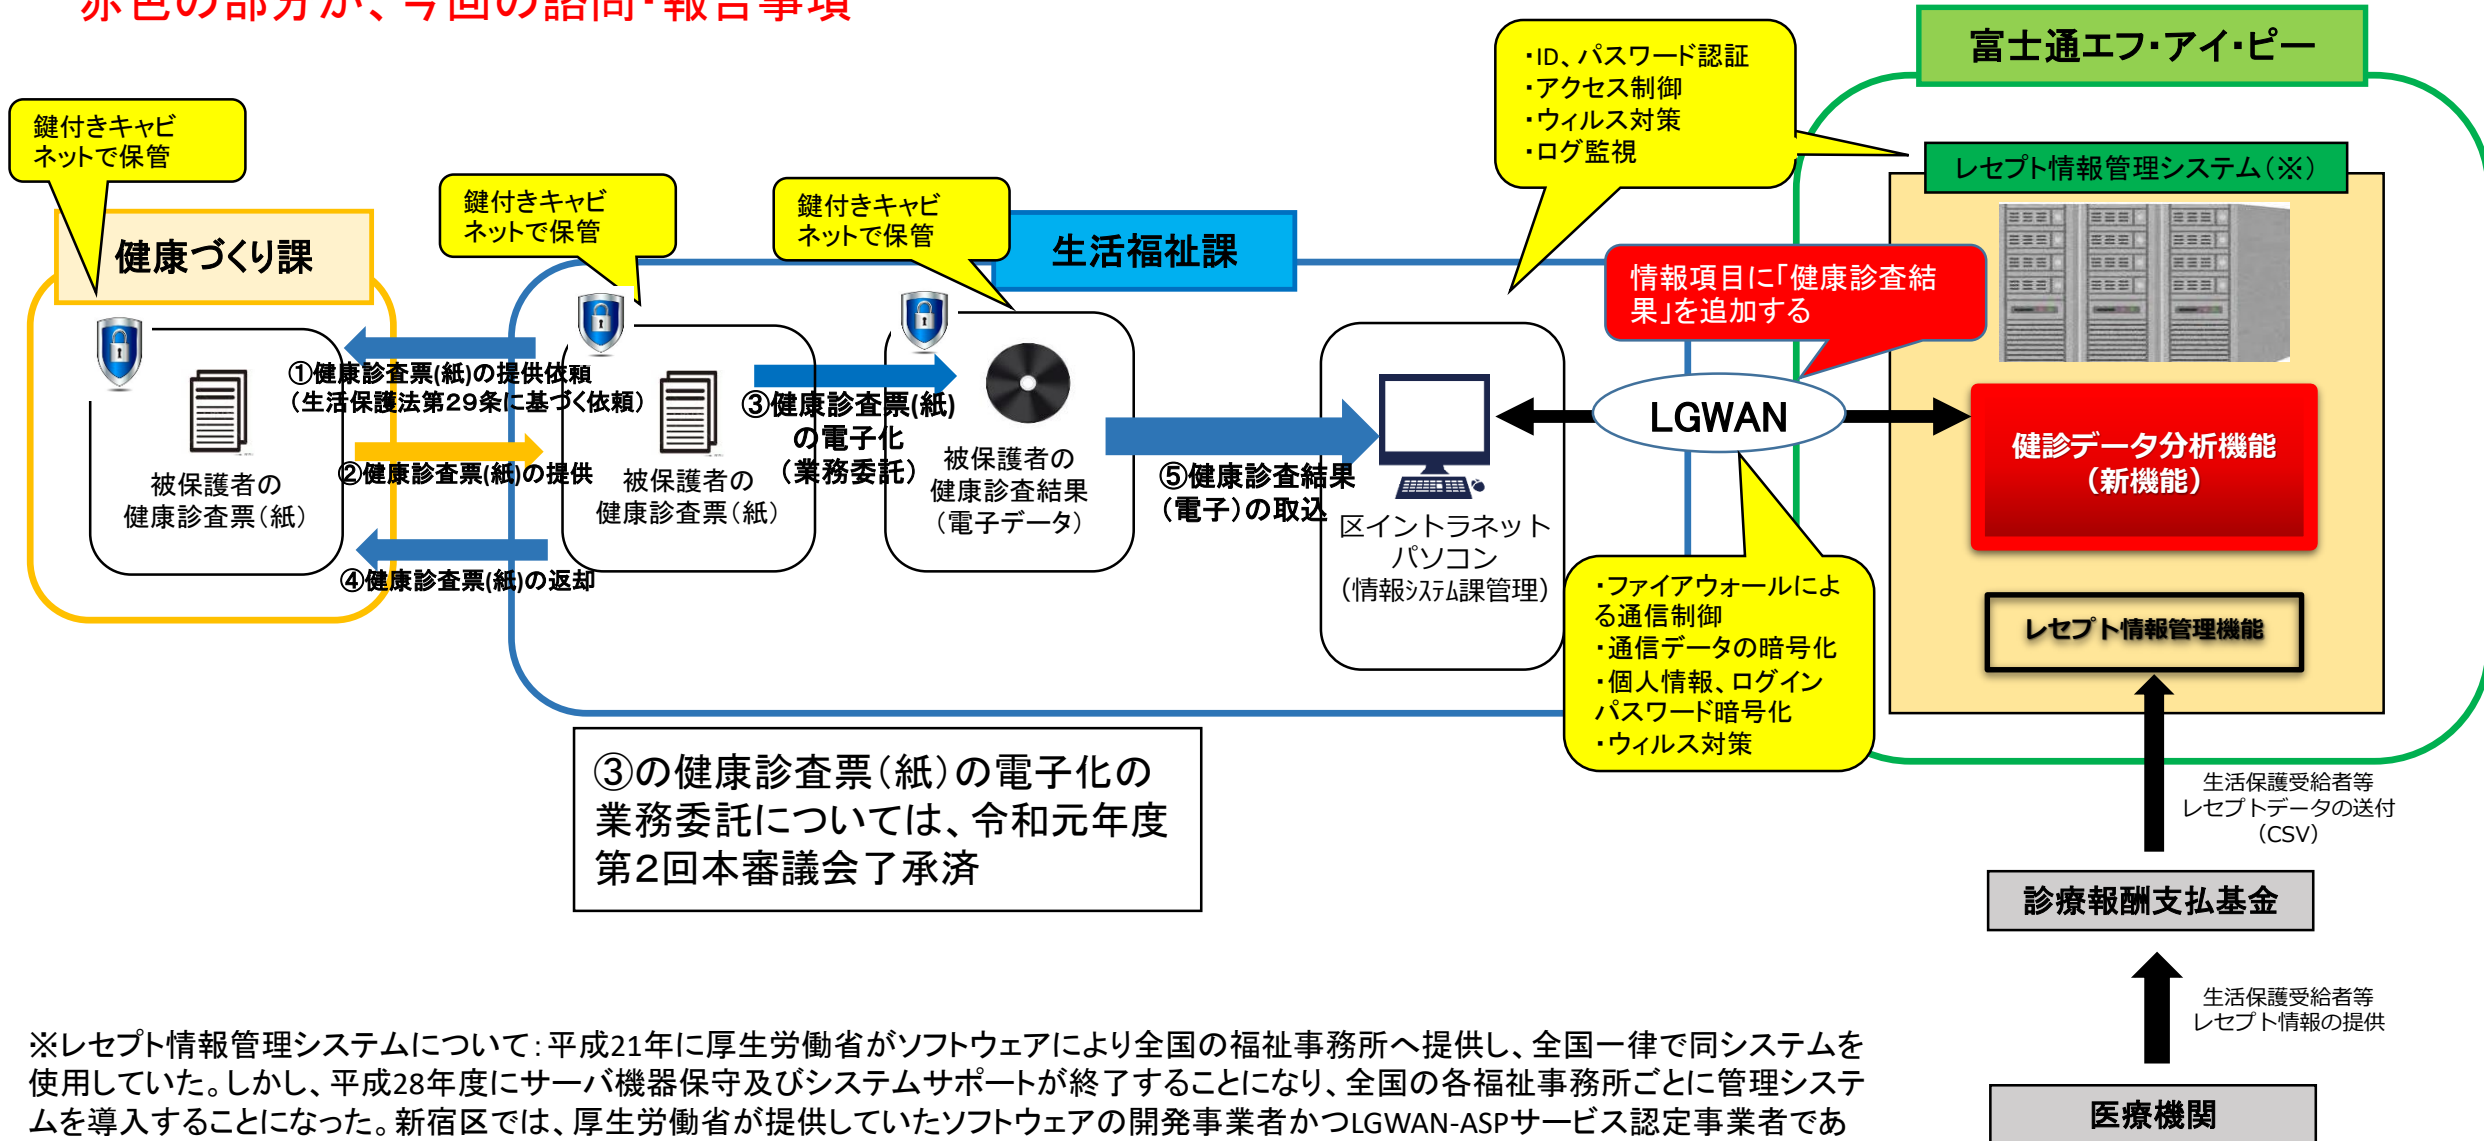 赤色の部分が、今回の諮問・報告事項
富士通エフ・アイ・ピー
・ID、パスワード認証
・アクセス制御
・ウィルス対策
・ログ監視
鍵付きキャビ
ネットで保管
鍵付きキャビ
ネットで保管
鍵付きキャビ
ネットで保管
レセプト情報管理システム(※)
健康づくり課
生活福祉課
情報項目に「健康診査結
果」を追加する
①健康診査票(紙)の提供依頼
(生活保護法第29条に基づく依頼)
②健康診査票(紙)の提供
④健康診査票(紙)の返却
被保護者の
健康診査票(紙)
被保護者の
健康診査票(紙)
③健康診査票(紙)
の電子化
(業務委託)
被保護者の
健康診査結果
(電子データ)
⑤健康診査結果
(電子)の取込
区イントラネット
パソコン
(情報ｼｽﾃﾑ課管理)
LGWAN
健診データ分析機能
(新機能)
・ファイアウォールによ
る通信制御
・通信データの暗号化
・個人情報、ログイン
パスワード暗号化
・ウィルス対策
レセプト情報管理機能
③の健康診査票(紙)の電子化の
業務委託については、令和元年度
第2回本審議会了承済
生活保護受給者等
レセプトデータの送付
(CSV)
診療報酬支払基金
生活保護受給者等
レセプト情報の提供
医療機関
※レセプト情報管理システムについて:平成21年に厚生労働省がソフトウェアにより全国の福祉事務所へ提供し、全国一律で同システムを
使用していた。しかし、平成28年度にサーバ機器保守及びシステムサポートが終了することになり、全国の各福祉事務所ごとに管理システ
ムを導入することになった。新宿区では、厚生労働省が提供していたソフトウェアの開発事業者かつLGWAN-ASPサービス認定事業者であ